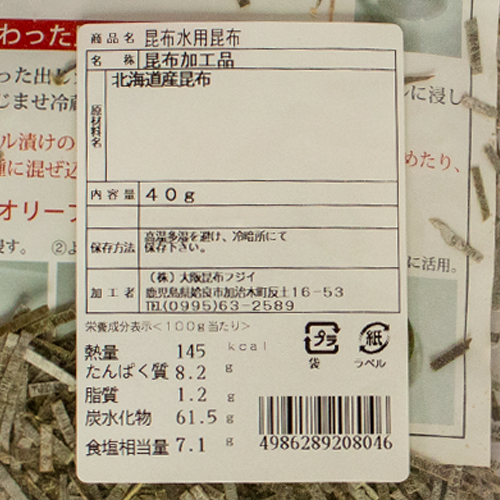 わった
った出し
じませ冷蔵
ル漬けの
に混ぜ込
オリーブ
浸す。 ②よ
商品名 昆布水用昆布
名称 昆布加工品
原材料名 北海道産昆布
内容量 40g
保存方法 高温多湿を避け、冷暗所にて
保存下さい。
加工者 （株）大阪昆布フジイ
鹿児島県姶良市加治木町反土16-53
TEL(0995)63-2589
栄養成分表示<100g当たり>
熱量 145 kcal
たんぱく質 8.2 g
脂質 1.2 g
炭水化物 61.5 g
食塩相当量 7.1 g
プラ
袋
紙
ラベル
4986289208046
ルに浸し
めたり、
に活用。